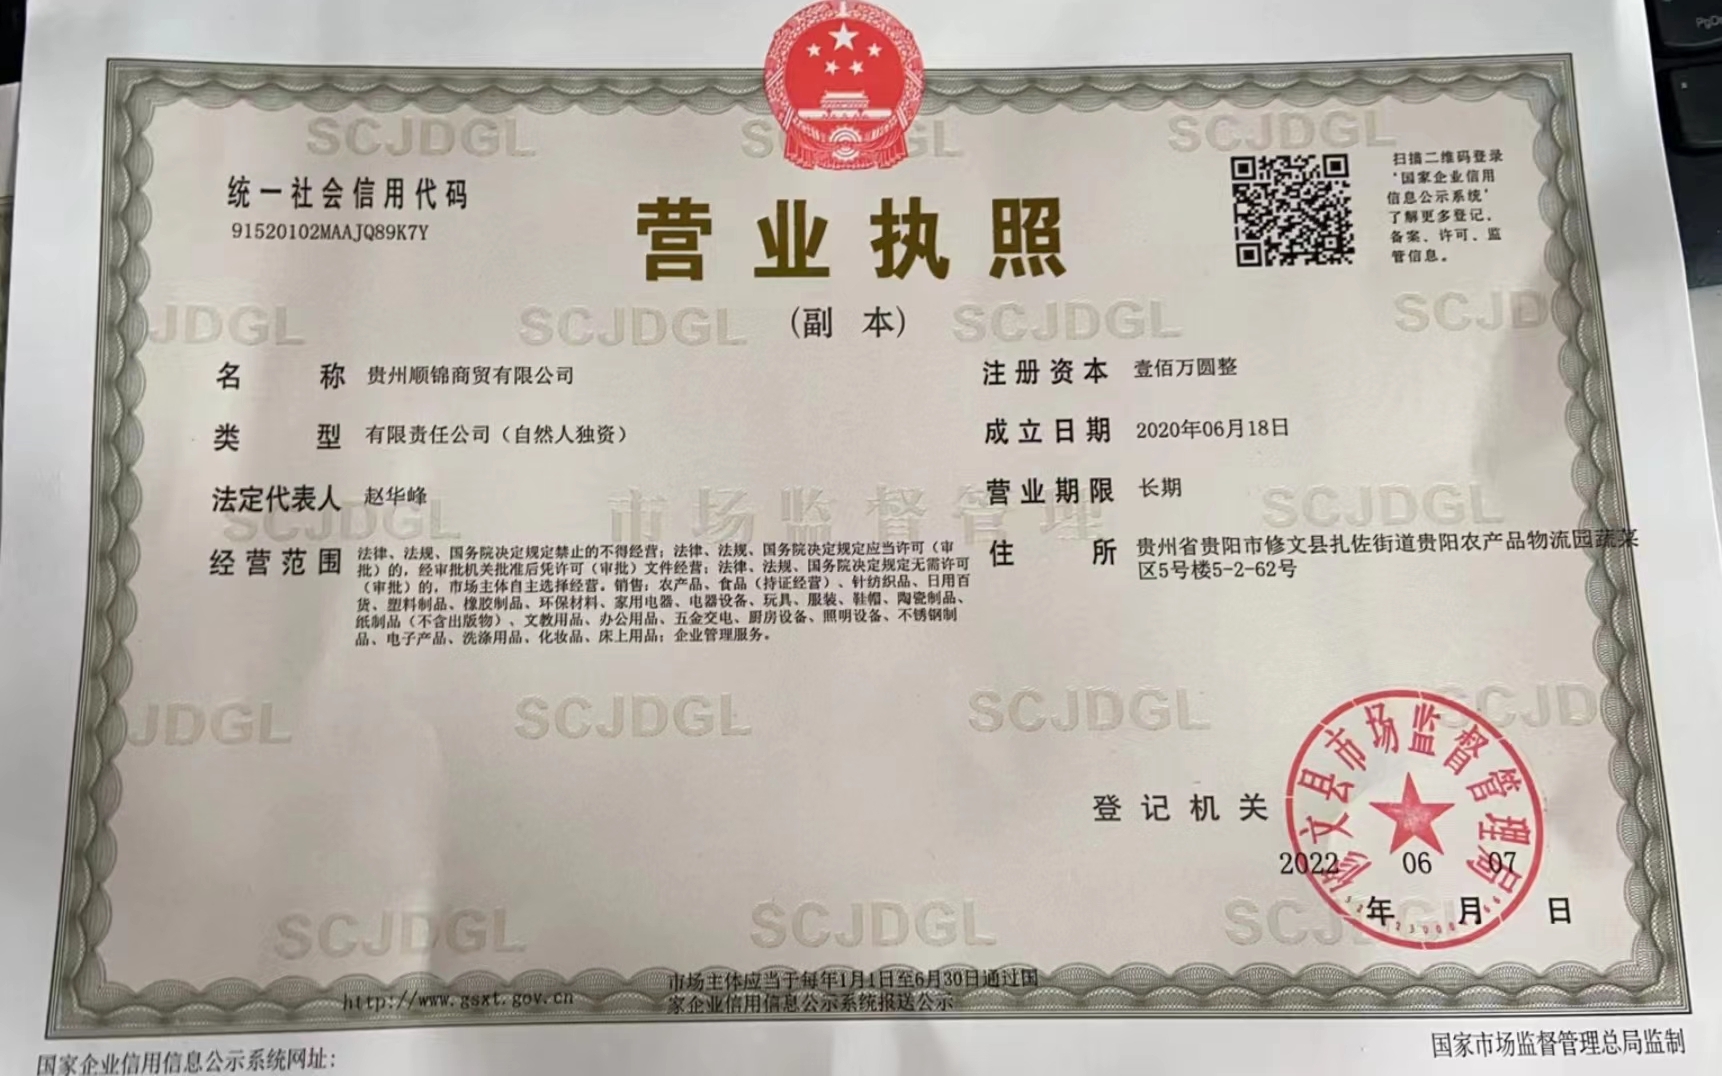 统一社会信用代码
91520102MAAJQ89K7Y
营业执照
(副 本)
扫描二维码登录
‘国家企业信用
信息公示系统’
了解更多登记、
备案、许可、监
管信息。
名 称 贵州顺锦商贸有限公司
类 型 有限责任公司（自然人独资）
法定代表人 赵华峰
经营范围 法律、法规、国务院决定规定禁止的不得经营；法律、法规、国务院决定规定应当许可（审
批）的，经审批机关批准后凭许可（审批）文件经营；法律、法规、国务院决定规定无需许可
（审批）的，市场主体自主选择经营。销售：农产品、食品（持证经营）、针纺织品、日用百
货、塑料制品、橡胶制品、环保材料、家用电器、电器设备、玩具、服装、鞋帽、陶瓷制品、
纸制品（不含出版物）、文教用品、办公用品、五金交电、厨房设备、照明设备、不锈钢制
品、电子产品、洗涤用品、化妆品、床上用品；企业管理服务。
注册资本 壹佰万圆整
成立日期 2020年06月18日
营业期限 长期
住 所 贵州省贵阳市修文县扎佐街道贵阳农产品物流园蔬菜
区5号楼5-2-62号
登记机关
修文县市场监督管理局
2022 06 07
年 月 日
http://www.gsxt.gov.cn
市场主体应当于每年1月1日至6月30日通过国
家企业信用信息公示系统报送公示
国家企业信用信息公示系统网址：
国家市场监督管理总局监制
SCJDGL
市场监督管理